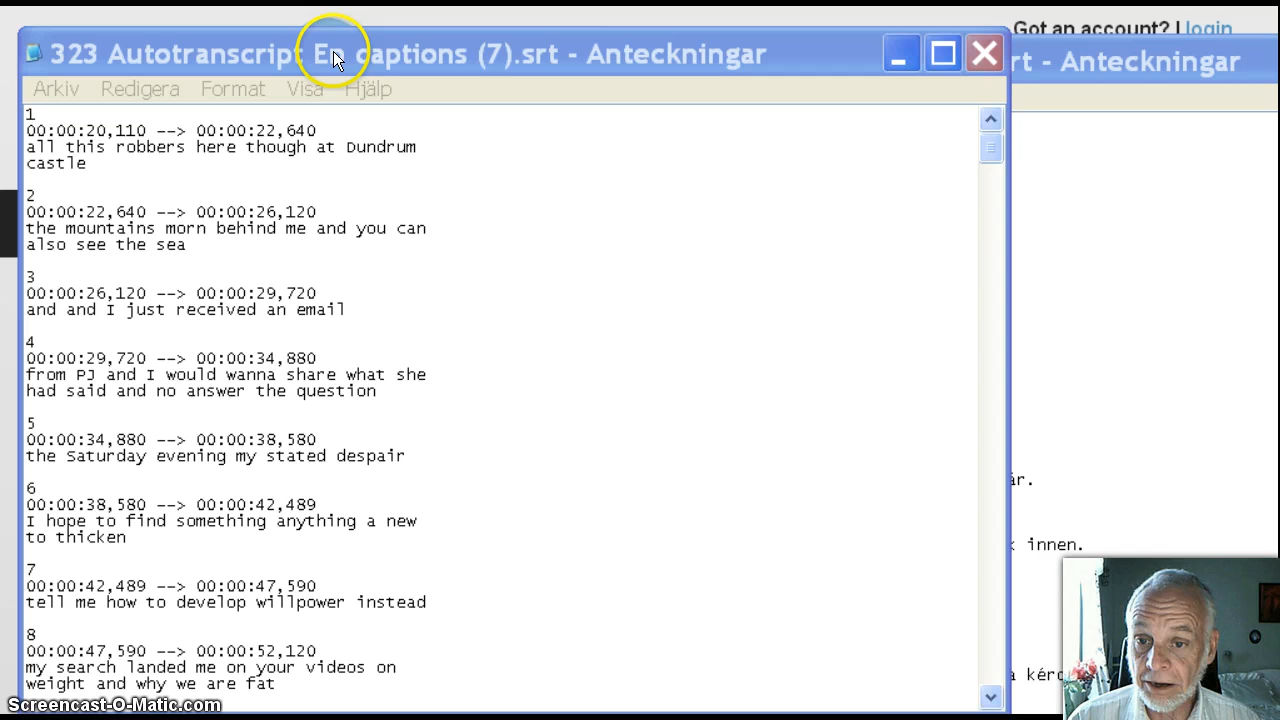 Got an account? | login
323 Autotranscript En captions (7).srt - Anteckningar
rt - Anteckningar
Arkiv Redigera Format Visa Hjälp
1
00:00:20,110 --> 00:00:22,640
all this robbers here though at Dundrum
castle
2
00:00:22,640 --> 00:00:26,120
the mountains morn behind me and you can
also see the sea
3
00:00:26,120 --> 00:00:29,720
and and I just received an email
4
00:00:29,720 --> 00:00:34,880
from PJ and I would wanna share what she
had said and no answer the question
5
00:00:34,880 --> 00:00:38,580
the Saturday evening my stated despair
6
00:00:38,580 --> 00:00:42,489
I hope to find something anything a new
to thicken
7
00:00:42,489 --> 00:00:47,590
tell me how to develop willpower instead
8
00:00:47,590 --> 00:00:52,120
my search landed me on your videos on
weight and why we are fat
ár.
k innen.
a kérd
Screencast-O-Matic.com